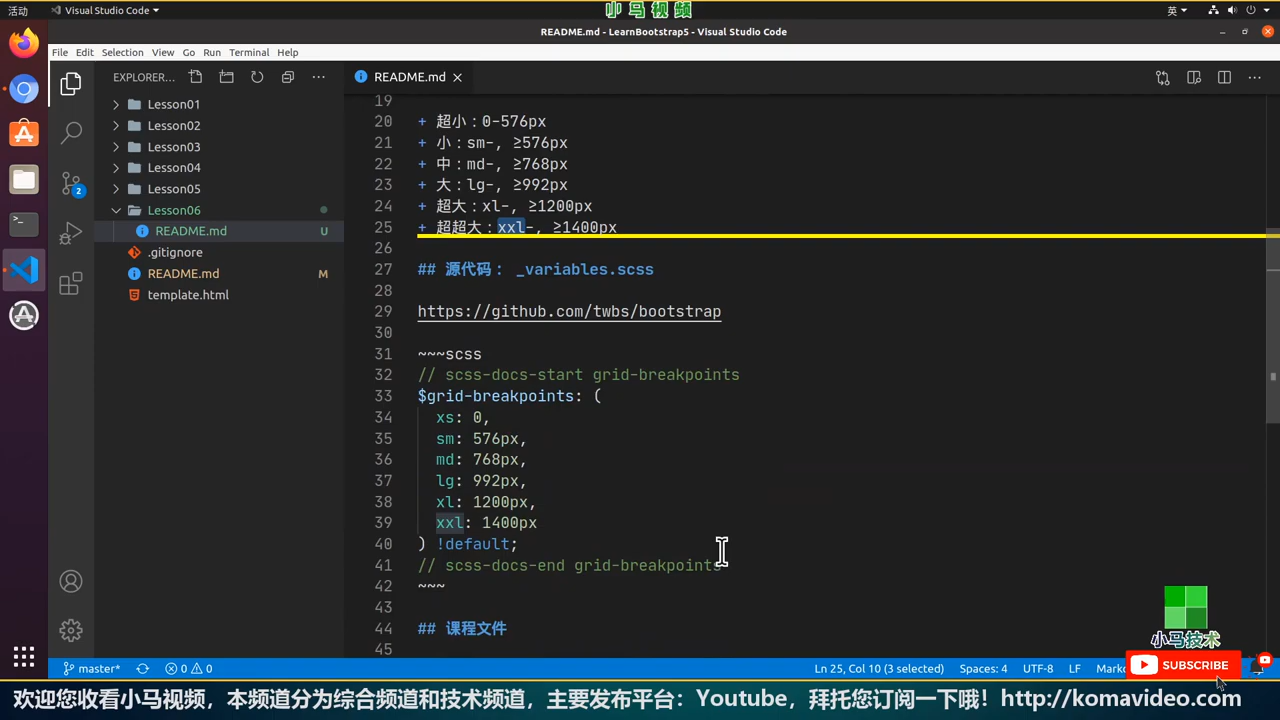 活动
Visual Studio Code
小马视频
英
README.md - LearnBootstrap5 - Visual Studio Code
File Edit Selection View Go Run Terminal Help
EXPLORER...
README.md
Lesson01
Lesson02
Lesson03
Lesson04
Lesson05
Lesson06
README.md U
.gitignore
README.md M
template.html
2
19
20 + 超小：0-576px
21 + 小：sm-, ≥576px
22 + 中：md-, ≥768px
23 + 大：lg-, ≥992px
24 + 超大：xl-, ≥1200px
25 + 超超大：xxl-, ≥1400px
26
27 ## 源代码： _variables.scss
28
29 https://github.com/twbs/bootstrap
30
31 ~~~scss
32 // scss-docs-start grid-breakpoints
33 $grid-breakpoints: (
34 xs: 0,
35 sm: 576px,
36 md: 768px,
37 lg: 992px,
38 xl: 1200px,
39 xxl: 1400px
40 ) !default;
41 // scss-docs-end grid-breakpoints
42 ~~~
43
44 ## 课程文件
45
小马技术
SUBSCRIBE
master* 0 0
Ln 25, Col 10 (3 selected) Spaces: 4 UTF-8 LF
欢迎您收看小马视频，本频道分为综合频道和技术频道，主要发布平台：Youtube，拜托您订阅一下哦！http://komavideo.com